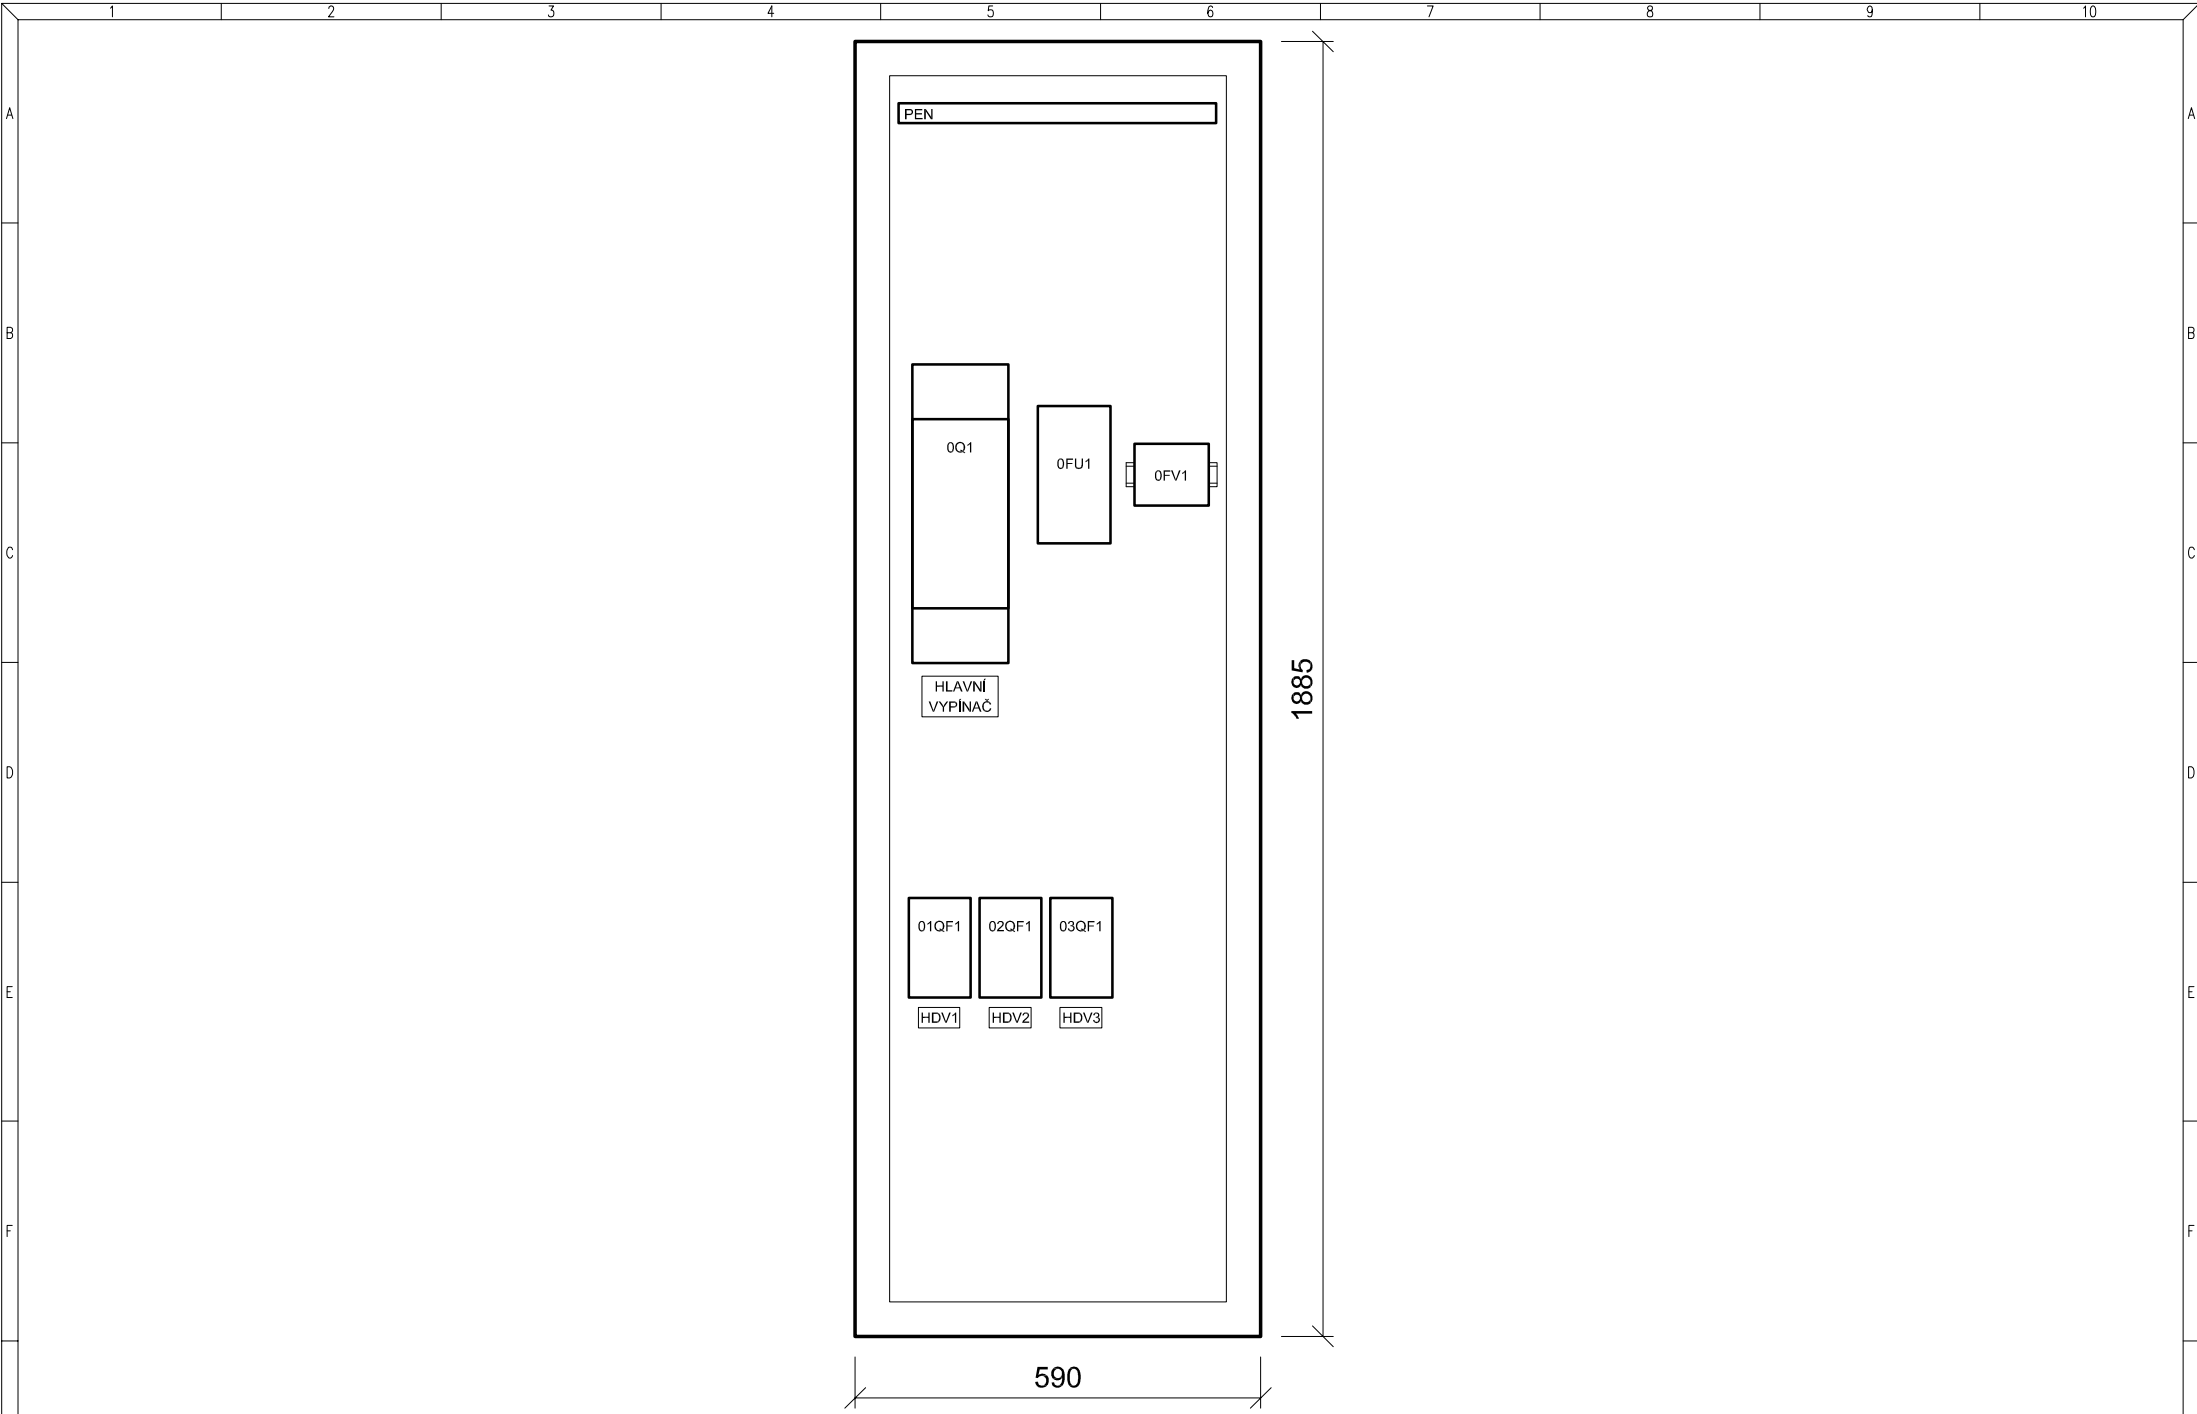 1 2 3 4 5 6 7 8 9 10
A A
PEN
B B
0Q1
0FU1
0FV1
C C
HLAVNÍ
VYPÍNAČ
1885
D D
01QF1 02QF1 03QF1
E E
HDV1 HDV2 HDV3
F F
590